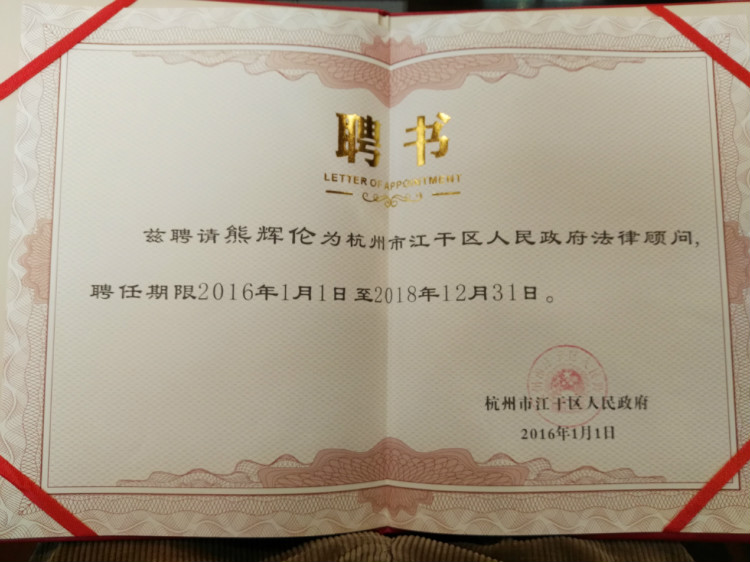 聘书
LETTER OF APPOINTMENT
兹聘请熊辉伦为杭州市江干区人民政府法律顾问,
聘任期限2016年1月1日至2018年12月31日。
杭州市江干区人民政府
2016年1月1日